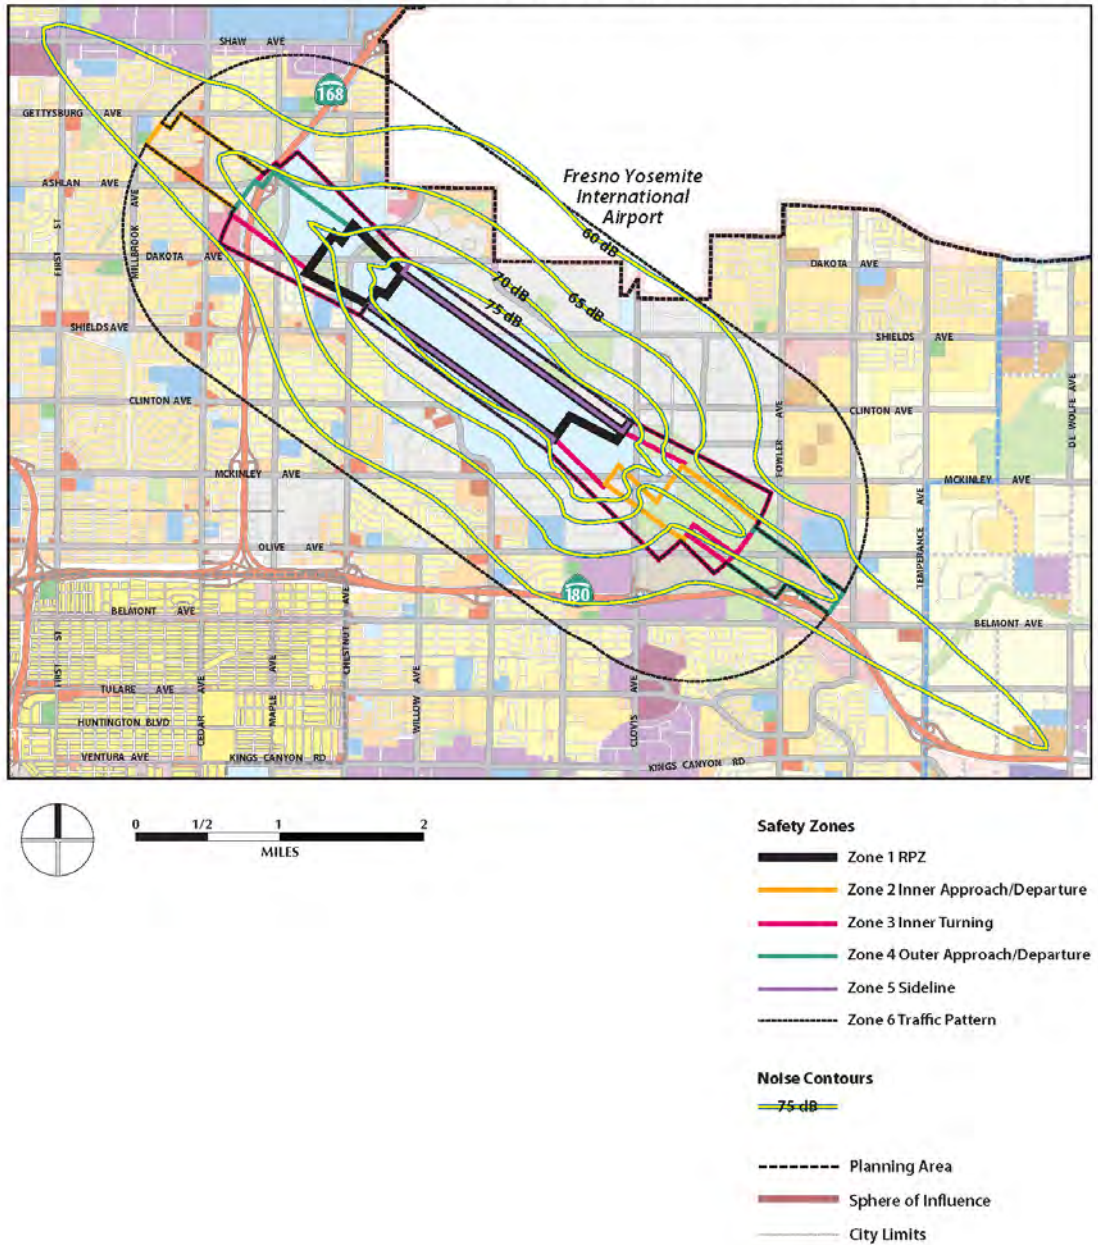 SHAW AVE
168
GETTYSBURG AVE
Fresno Yosemite
International
Airport
ASHLAN AVE
FIRST ST
MILLBROOK AVE
60 dB
DAKOTA AVE
DAKOTA AVE
70 dB
65 dB
75 dB
SHIELDS AVE
SHIELDS AVE
CLINTON AVE
CLINTON AVE
FOWLER AVE
DE WOLFE AVE
MCKINLEY AVE
MCKINLEY AVE
TEMPERANCE AVE
OLIVE AVE
180
BELMONT AVE
BELMONT AVE
FIRST ST
CEDAR AVE
MAPLE AVE
CHESTNUT AVE
WILLOW AVE
CLOVIS AVE
TULARE AVE
HUNTINGTON BLVD
VENTURA AVE
KINGS CANYON RD
KINGS CANYON RD
0 1/2 1 2
MILES
Safety Zones
Zone 1 RPZ
Zone 2 Inner Approach/Departure
Zone 3 Inner Turning
Zone 4 Outer Approach/Departure
Zone 5 Sideline
Zone 6 Traffic Pattern
Noise Contours
75 dB
Planning Area
Sphere of Influence
City Limits